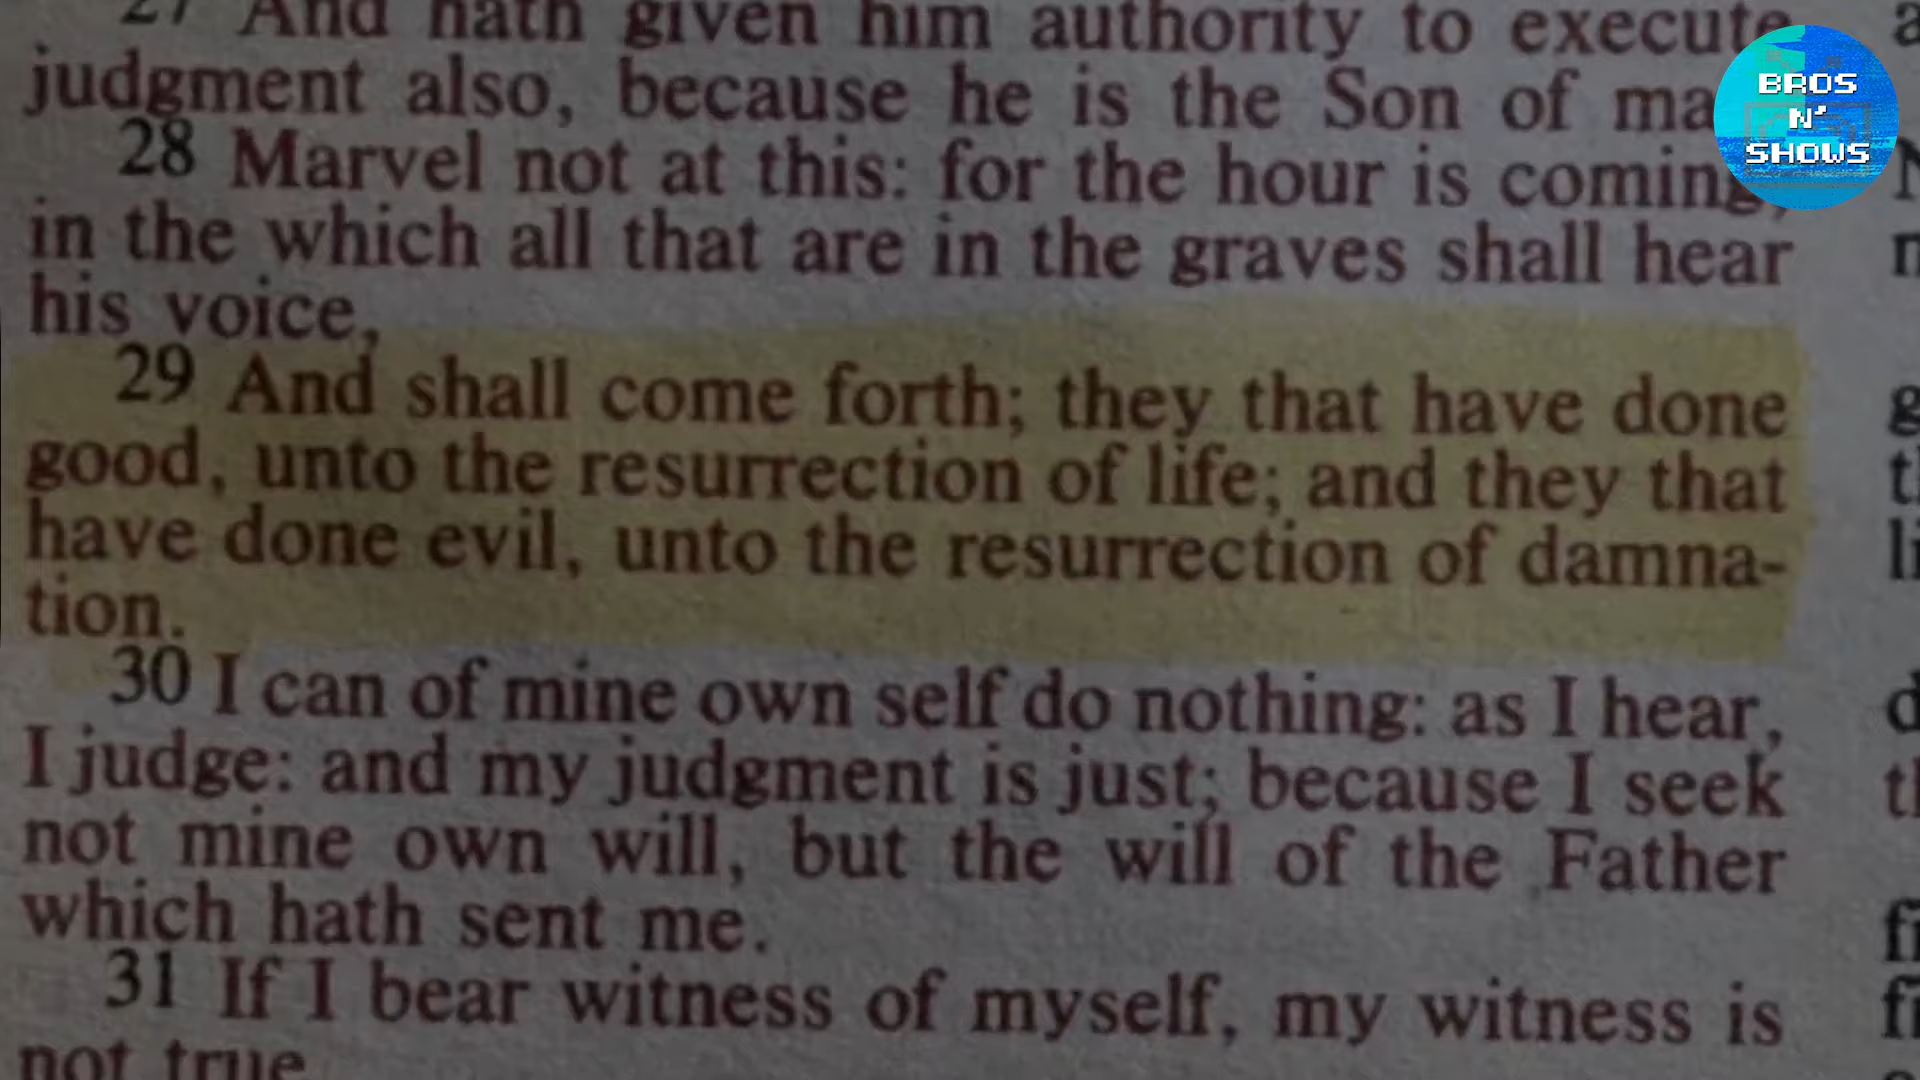 27 And hath given him authority to execute
judgment also, because he is the Son of ma
28 Marvel not at this: for the hour is coming,
in the which all that are in the graves shall hear
his voice,
29 And shall come forth; they that have done
good, unto the resurrection of life; and they that
have done evil, unto the resurrection of damna-
tion.
30 I can of mine own self do nothing: as I hear,
I judge: and my judgment is just; because I seek
not mine own will, but the will of the Father
which hath sent me.
31 If I bear witness of myself, my witness is
not true
BROS
N'
SHOWS